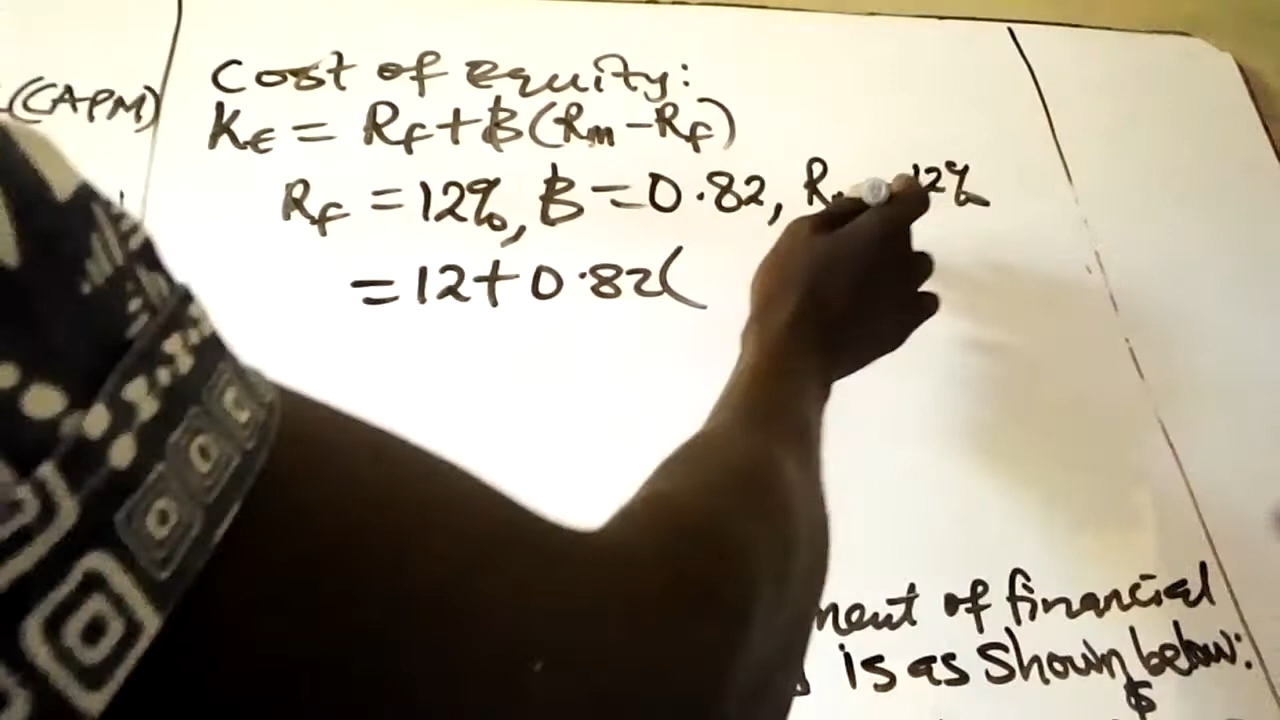 (CAPM)
Cost of equity:
KE = Rf + B(Rm - Rf)
Rf = 12%, B = 0.82, R 12%
= 12 + 0.82(
of financial
is as shown below:
$